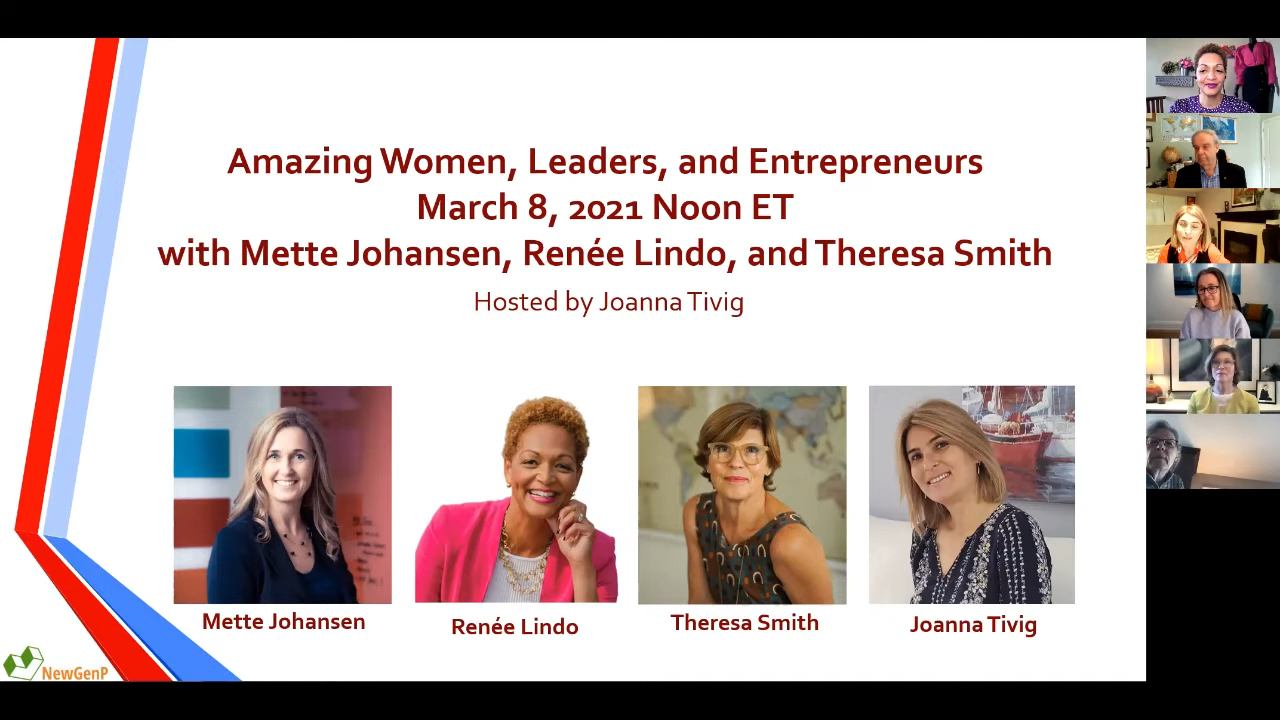 Amazing Women, Leaders, and Entrepreneurs
March 8, 2021 Noon ET
with Mette Johansen, Renée Lindo, and Theresa Smith
Hosted by Joanna Tivig
Mette Johansen
Renée Lindo
Theresa Smith
Joanna Tivig
NewGenP